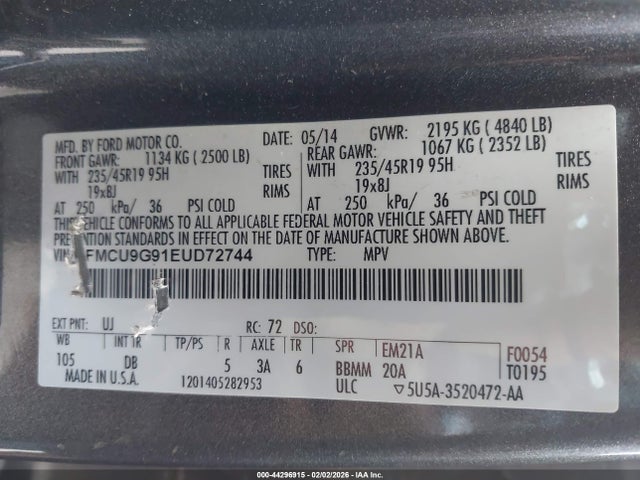 MFD. BY FORD MOTOR CO.
DATE: 05/14 GVWR: 2195 KG ( 4840 LB)
FRONT GAWR: 1134 KG ( 2500 LB) REAR GAWR: 1067 KG ( 2352 LB)
WITH 235/45R19 95H TIRES WITH 235/45R19 95H TIRES
19x8J RIMS 19x8J RIMS
AT 250 kPa/ 36 PSI COLD AT 250 kPa/ 36 PSI COLD
THIS VEHICLE CONFORMS TO ALL APPLICABLE FEDERAL MOTOR VEHICLE SAFETY AND THEFT
PREVENTION STANDARDS IN EFFECT ON THE DATE OF MANUFACTURE SHOWN ABOVE.
FMCU9G91EUD72744 TYPE: MPV
EXT PNT: UJ RC: 72 DSO:
WB INT TR TP/PS R AXLE TR SPR EM21A F0054
105 DB 5 3A 6 BBMM 20A T0195
MADE IN U.S.A. 1201405282953 ULC ▽5U5A-3520472-AA
000-44296915 - 02/02/2026 - IAA Inc.